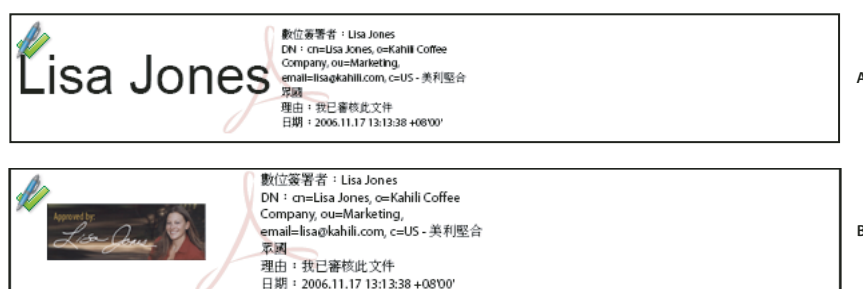 Lisa Jones
數位簽署者：Lisa Jones
DN：cn=Lisa Jones, o=Kahili Coffee
Company, ou=Marketing,
email=lisa@kahili.com, c=US - 美利堅合
眾國
理由：我已審核此文件
日期：2006.11.17 13:13:38 +08'00'
A
Approved by:
Lisa Jones
數位簽署者：Lisa Jones
DN：cn=Lisa Jones, o=Kahili Coffee
Company, ou=Marketing,
email=lisa@kahili.com, c=US - 美利堅合
眾國
理由：我已審核此文件
日期：2006.11.17 13:13:38 +08'00'
B